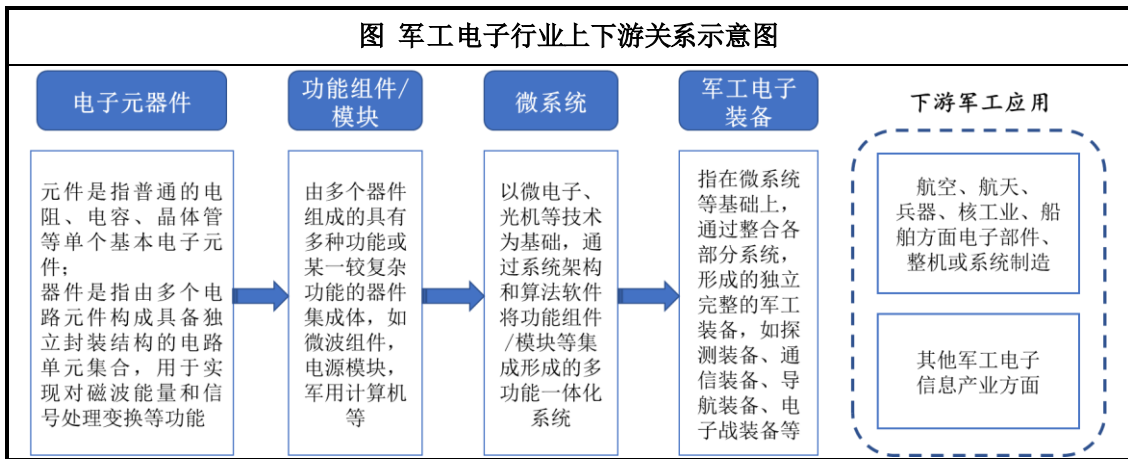 图 军工电子行业上下游关系示意图
电子元器件
元件是指普通的电
阻、电容、晶体管
等单个基本电子元
件；
器件是指由多个电
路元件构成具备独
立封装结构的电路
单元集合，用于实
现对磁波能量和信
号处理变换等功能
功能组件/
模块
由多个器件
组成的具有
多种功能或
某一较复杂
功能的器件
集成体，如
微波组件，
电源模块，
军用计算机
等
微系统
以微电子、
光机等技术
为基础，通
过系统架构
和算法软件
将功能组件
/模块等集
成形成的多
功能一体化
系统
军工电子
装备
指在微系统
等基础上，
通过整合各
部分系统，
形成的独立
完整的军工
装备，如探
测装备、通
信装备、导
航装备、电
子战装备等
下游军工应用
航空、航天、
兵器、核工业、船
舶方面电子部件、
整机或系统制造
其他军工电子
信息产业方面